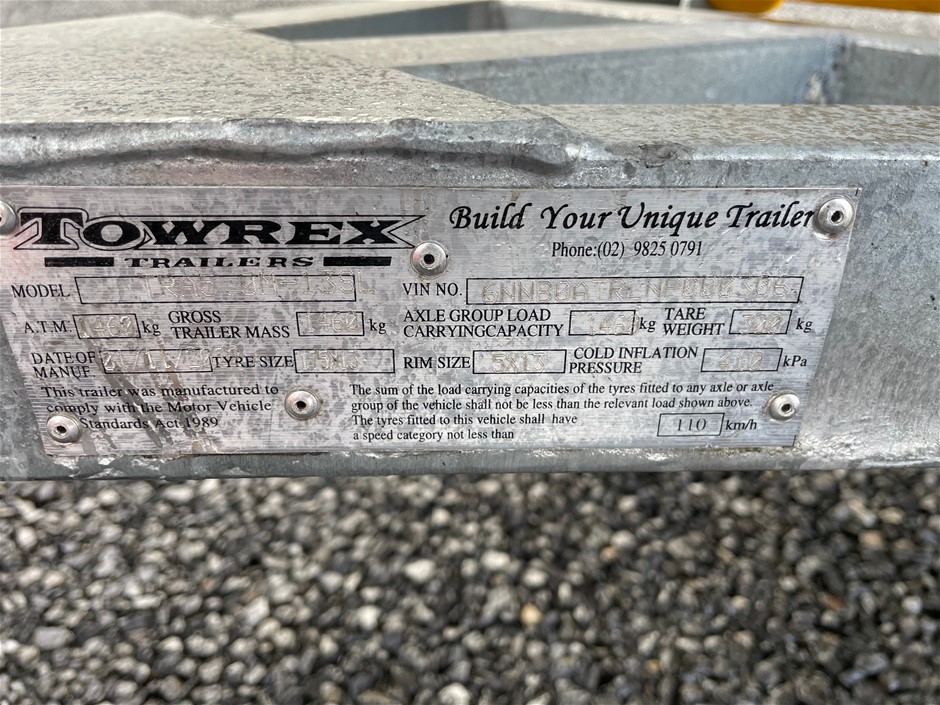 TOWREX
TRAILERS
Build Your Unique Trailer
Phone:(02) 9825 0791
MODEL
VIN NO.
A.T.M. 1460 kg
GROSS TRAILER MASS 1460 kg
AXLE GROUP LOAD CARRYINGCAPACITY kg
TARE WEIGHT kg
DATE OF MANUF
TYRE SIZE
RIM SIZE 5X13
COLD INFLATION PRESSURE kPa
This trailer was manufactured to
comply with the Motor Vehicle
Standards Act 1989
The sum of the load carrying capacities of the tyres fitted to any axle or axle
group of the vehicle shall not be less than the relevant load shown above.
The tyres fitted to this vehicle shall have
a speed category not less than 110 km/h